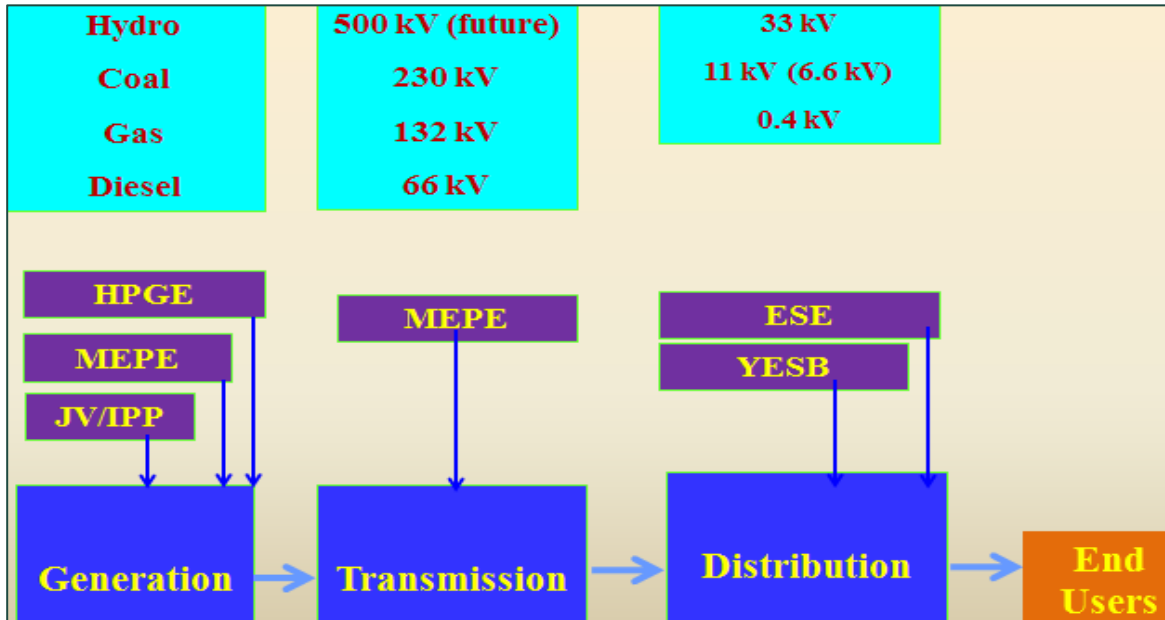 Hydro
Coal
Gas
Diesel
500 kV (future)
230 kV
132 kV
66 kV
33 kV
11 kV (6.6 kV)
0.4 kV
HPGE
MEPE
JV/IPP
MEPE
ESE
YESB
Generation
Transmission
Distribution
End
Users